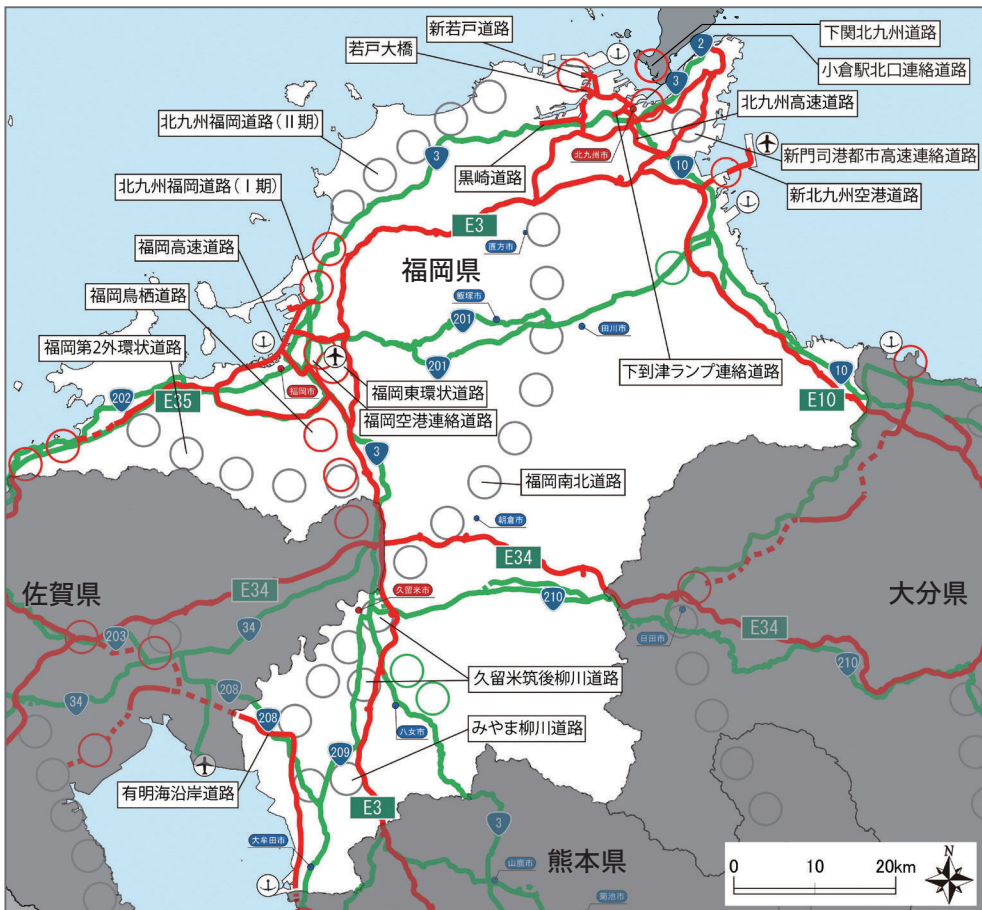 新若戸道路
若戸大橋
2
下関北九州道路
小倉駅北口連絡道路
3
北九州高速道路
北九州福岡道路(Ⅱ期)
3
北九州市
10
新門司港都市高速連絡道路
黒崎道路
新北九州空港道路
北九州福岡道路(Ⅰ期)
E3
直方市
福岡高速道路
福岡県
福岡鳥栖道路
飯塚市
201
田川市
福岡第2外環状道路
201
下到津ランプ連絡道路
10
福岡市
福岡東環状道路
202
E35
E10
福岡空港連絡道路
3
福岡南北道路
朝倉市
E34
佐賀県
E34
久留米市
210
大分県
日田市
203
34
E34
210
久留米筑後柳川道路
34
208
208
八女市
みやま柳川道路
209
有明海沿岸道路
E3
3
大牟田市
熊本県
山鹿市
菊池市
N
0 10 20km